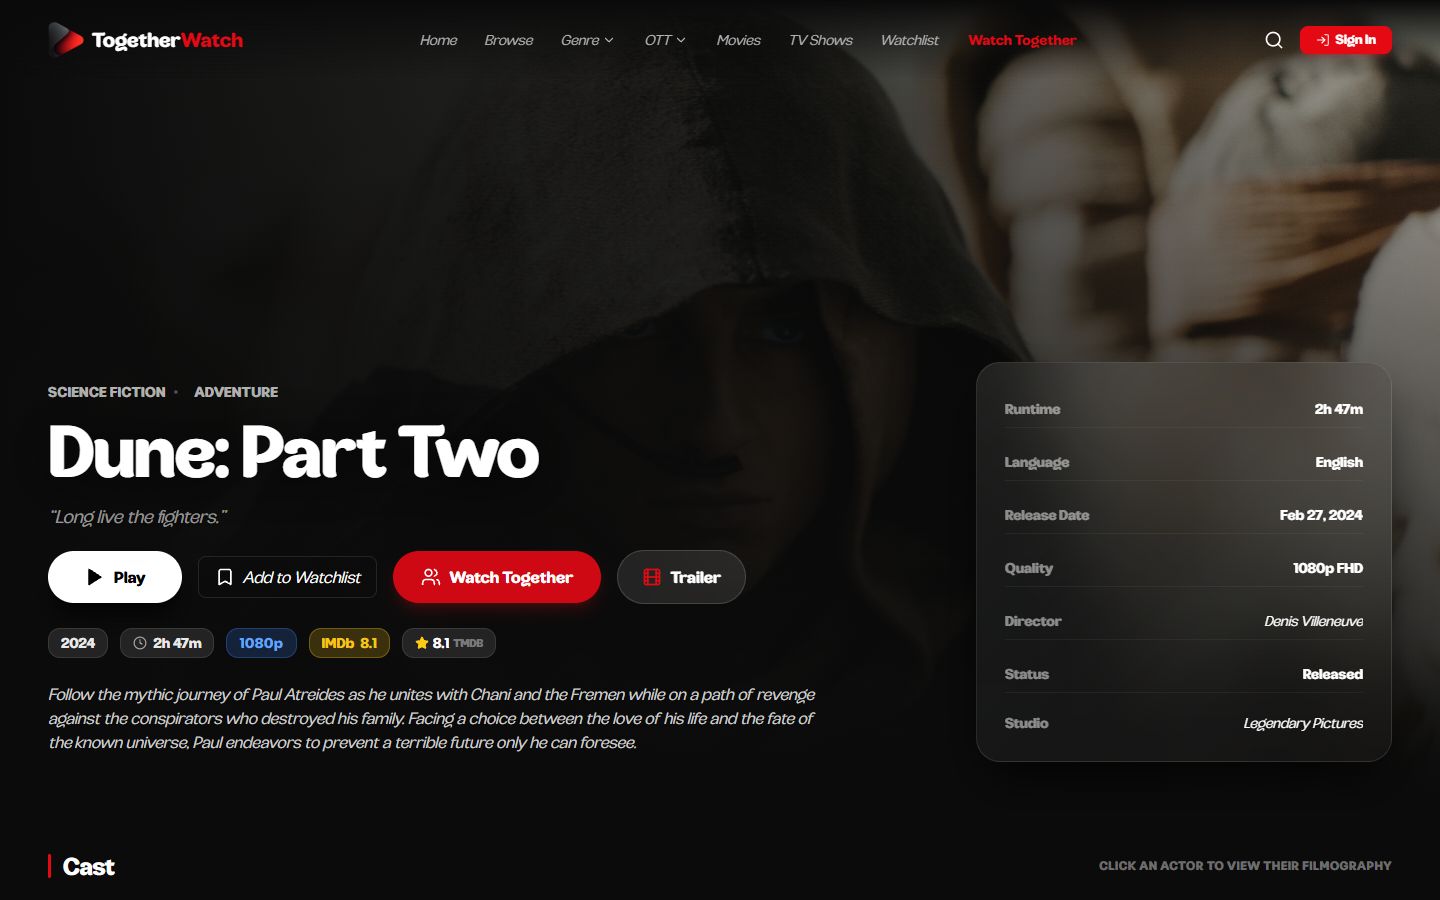 TogetherWatch
Home Browse Genre OTT Movies TV Shows Watchlist Watch Together
Sign In
SCIENCE FICTION • ADVENTURE
Dune: Part Two
“Long live the fighters.”
Play Add to Watchlist Watch Together Trailer
2024 2h 47m 1080p IMDb 8.1 8.1 TMDB
Follow the mythic journey of Paul Atreides as he unites with Chani and the Fremen while on a path of revenge
against the conspirators who destroyed his family. Facing a choice between the love of his life and the fate of
the known universe, Paul endeavors to prevent a terrible future only he can foresee.
Runtime 2h 47m
Language English
Release Date Feb 27, 2024
Quality 1080p FHD
Director Denis Villeneuve
Status Released
Studio Legendary Pictures
Cast
CLICK AN ACTOR TO VIEW THEIR FILMOGRAPHY